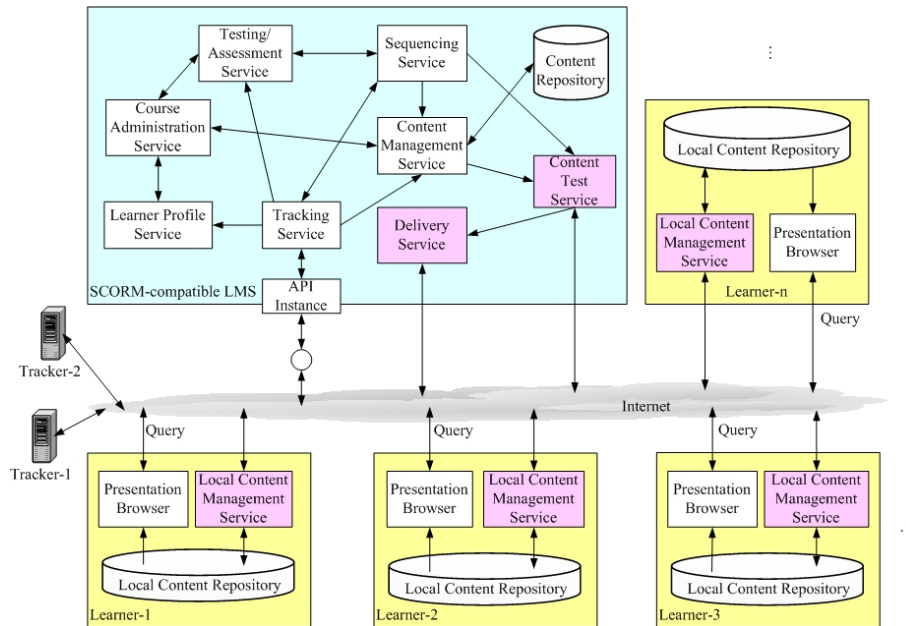 Testing/
Assessment
Service
Sequencing
Service
Content
Repository
Course
Administration
Service
Content
Management
Service
Content
Test
Service
Learner Profile
Service
Tracking
Service
Delivery
Service
SCORM-compatible LMS
API
Instance
Local Content Repository
Local Content
Management
Service
Presentation
Browser
Learner-n
Query
Tracker-2
Tracker-1
Internet
Query
Presentation
Browser
Local Content
Management
Service
Local Content Repository
Learner-1
Query
Presentation
Browser
Local Content
Management
Service
Local Content Repository
Learner-2
Query
Presentation
Browser
Local Content
Management
Service
Local Content Repository
Learner-3